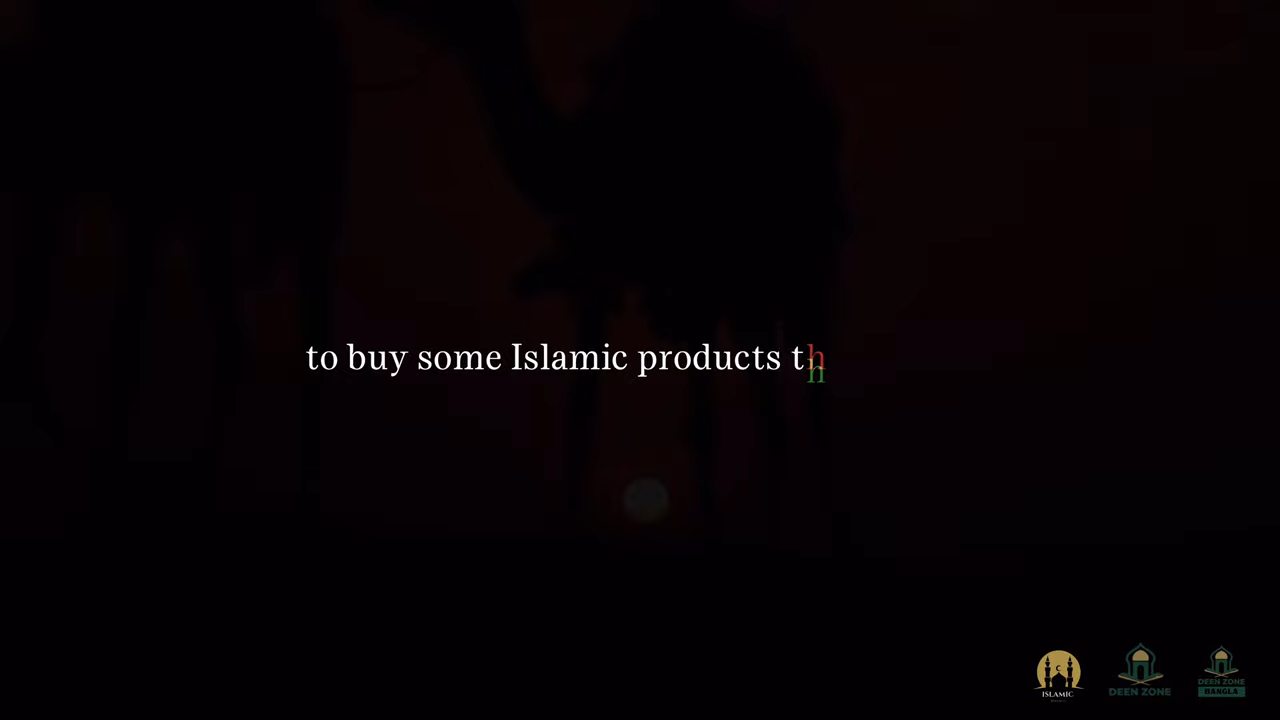 to buy some Islamic products th
ISLAMIC
DEEN ZONE
DEEN ZONE
BANGLA